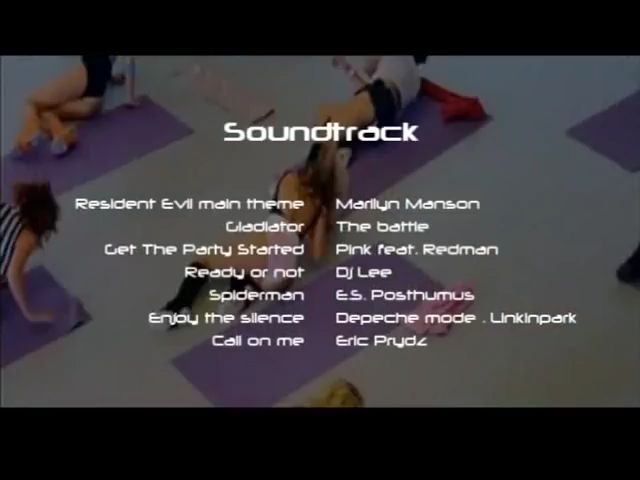 Soundtrack
Resident Evil main theme Marilyn Manson
Gladiator The battle
Get The Party Started Pink feat. Redman
Ready or not Dj Lee
Spiderman E.S. Posthumus
Enjoy the silence Depeche mode . Linkinpark
Call on me Eric Prydz